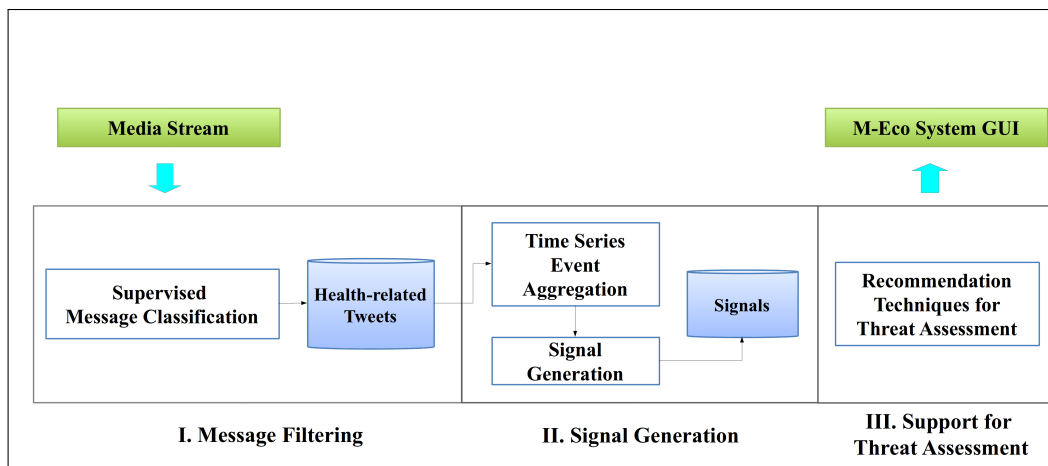 Media Stream
M-Eco System GUI
Supervised
Message Classification
Health-related
Tweets
Time Series
Event
Aggregation
Signal
Generation
Signals
Recommendation
Techniques for
Threat Assessment
I. Message Filtering
II. Signal Generation
III. Support for
Threat Assessment